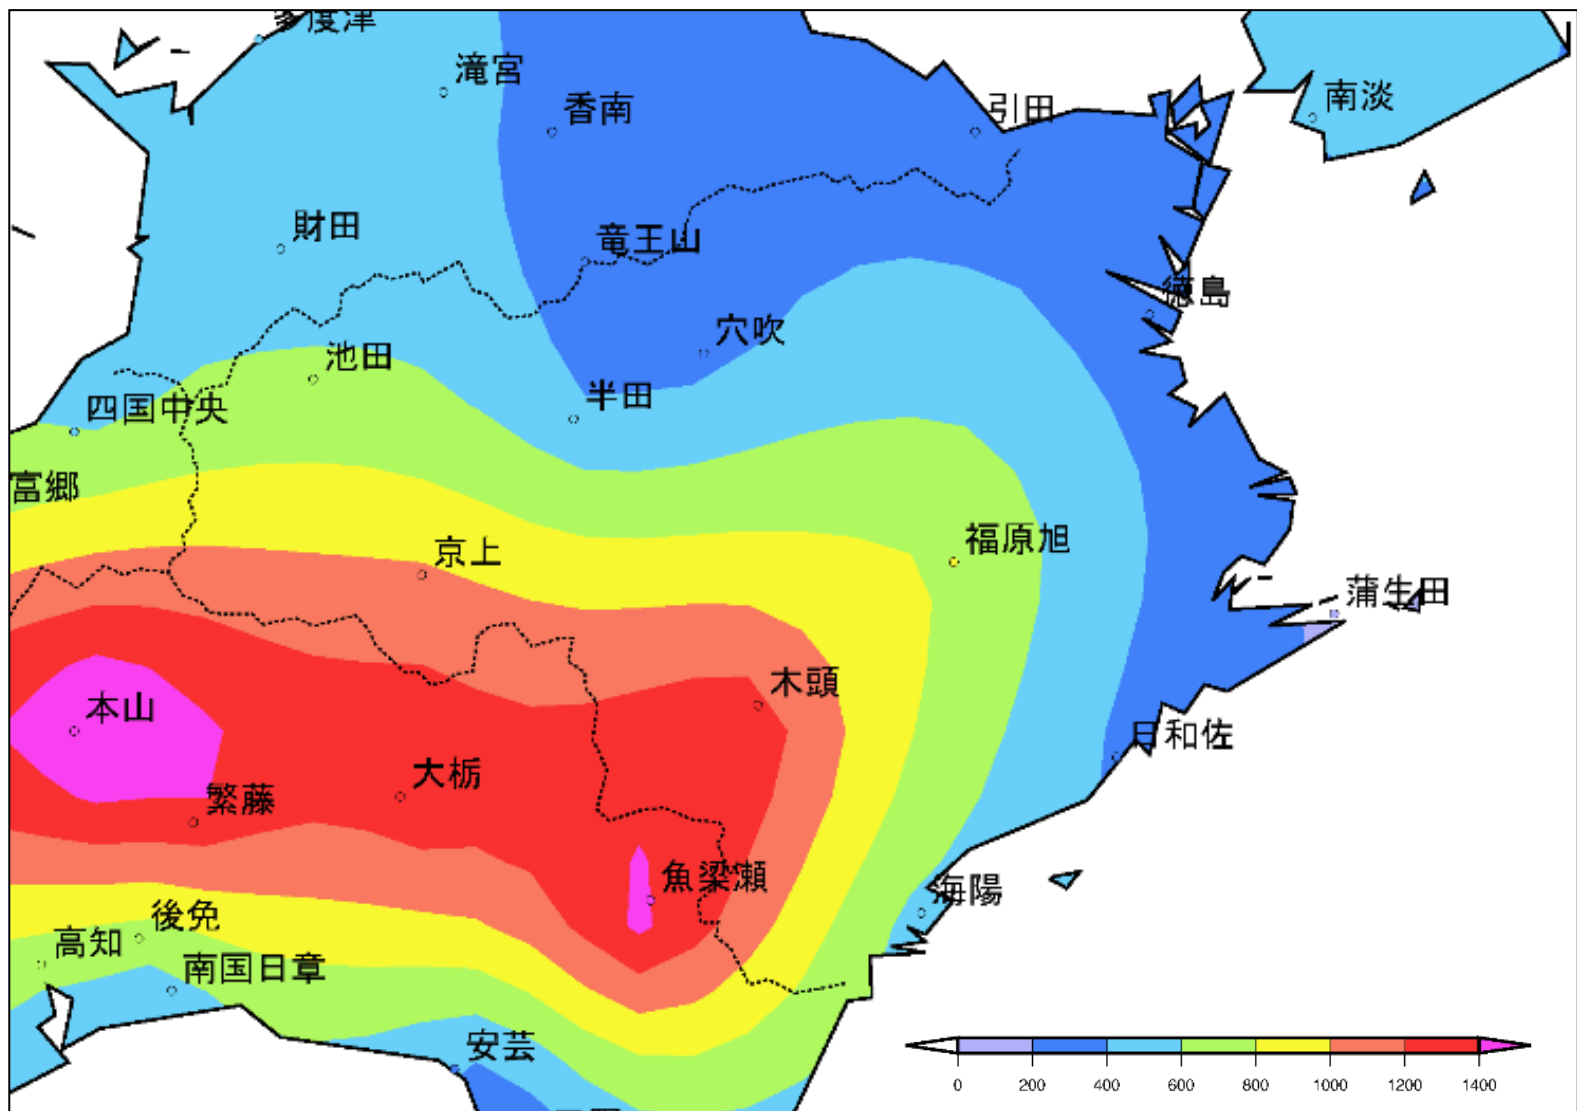 多度津
滝宮
香南
引田
南淡
財田
竜王山
徳島
穴吹
池田
半田
四国中央
富郷
福原旭
京上
蒲生田
木頭
本山
日和佐
大栃
繁藤
魚梁瀬
海陽
後免
高知
南国日章
安芸
0 200 400 600 800 1000 1200 1400